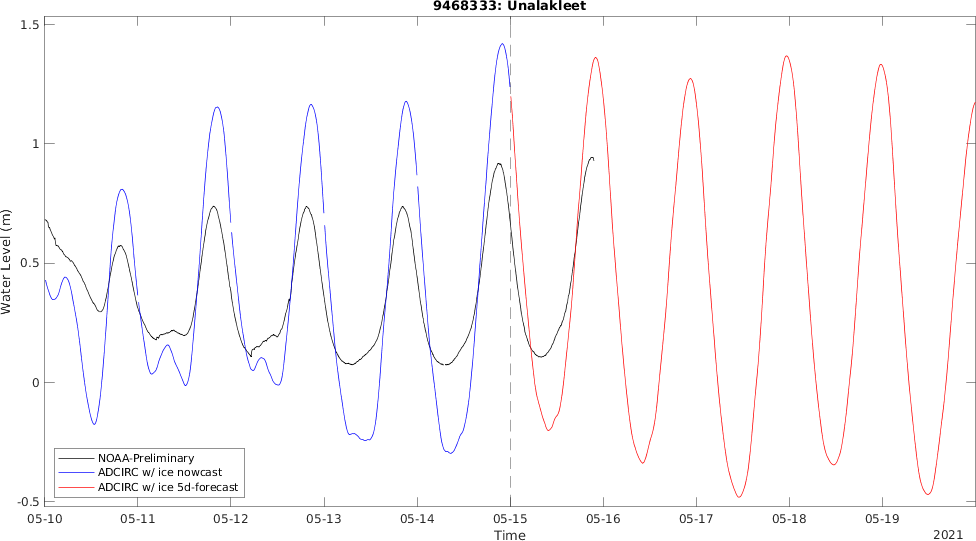 9468333: Unalakleet
Water Level (m)
1.5
1
0.5
0
-0.5
NOAA-Preliminary
ADCIRC w/ ice nowcast
ADCIRC w/ ice 5d-forecast
05-10 05-11 05-12 05-13 05-14 05-15 05-16 05-17 05-18 05-19
Time
2021